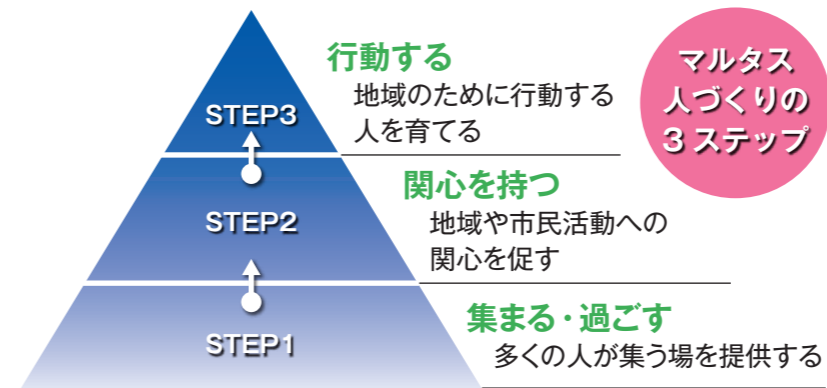 マルタス
人づくりの
3ステップ
STEP3
行動する
地域のために行動する
人を育てる
STEP2
関心を持つ
地域や市民活動への
関心を促す
STEP1
集まる・過ごす
多くの人が集う場を提供する